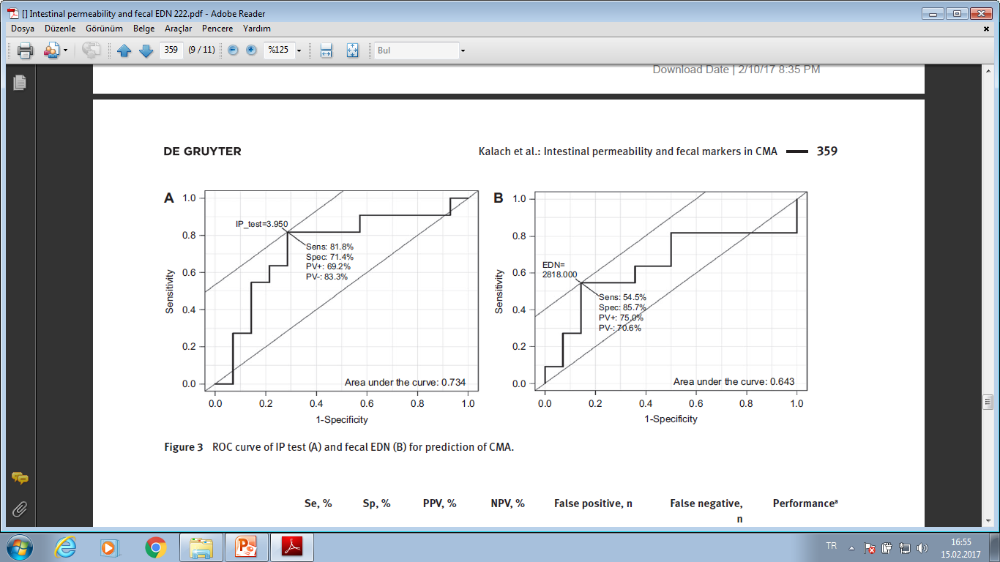 [] Intestinal permeability and fecal EDN 222.pdf - Adobe Reader
Dosya Düzenle Görünüm Belge Araçlar Pencere Yardım
359 (9 / 11) %125 Bul
Download Date | 2/10/17 8:35 PM
DE GRUYTER Kalach et al.: Intestinal permeability and fecal markers in CMA 359
A
1.0
0.8
0.6
0.4
0.2
0.0
Sensitivity
IP_test=3.950
Sens: 81.8%
Spec: 71.4%
PV+: 69.2%
PV-: 83.3%
Area under the curve: 0.734
0.0 0.2 0.4 0.6 0.8 1.0
1-Specificity
B
1.0
0.8
0.6
0.4
0.2
0.0
Sensitivity
EDN=
2818.000
Sens: 54.5%
Spec: 85.7%
PV+: 75.0%
PV-: 70.6%
Area under the curve: 0.643
0.0 0.2 0.4 0.6 0.8 1.0
1-Specificity
Figure 3 ROC curve of IP test (A) and fecal EDN (B) for prediction of CMA.
Se, % Sp, % PPV, % NPV, % False positive, n False negative, Performanceᵃ
n
TR 16:55
15.02.2017